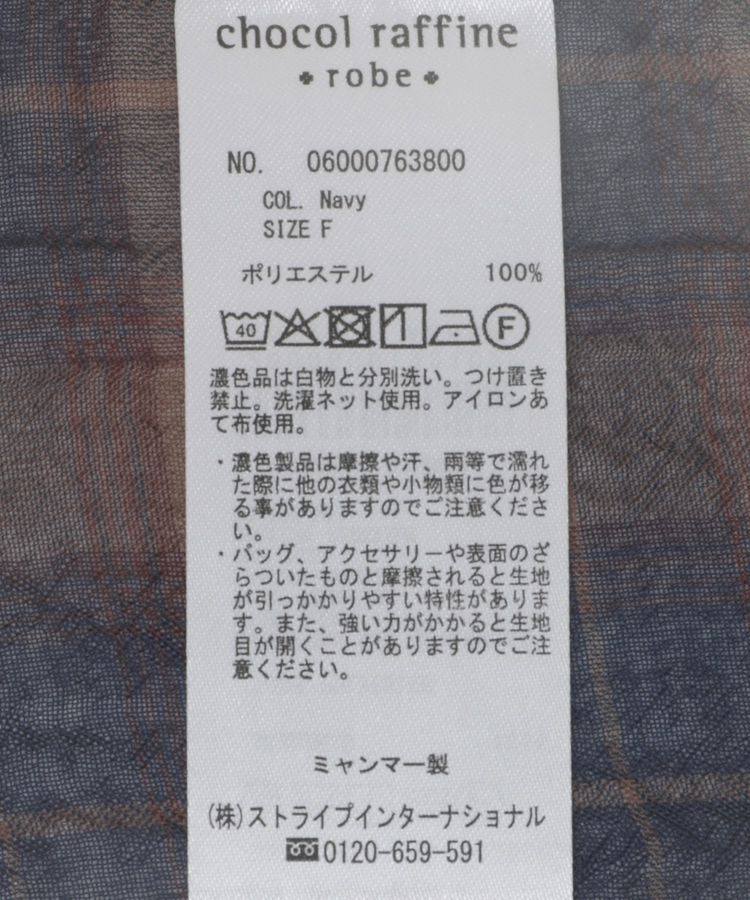 chocol raffine
robe
NO. 06000763800
COL. Navy
SIZE F
ポリエステル 100%
40 F
濃色品は白物と分別洗い。つけ置き
禁止。洗濯ネット使用。アイロンあ
て布使用。
・濃色製品は摩擦や汗、雨等で濡れ
た際に他の衣類や小物類に色が移
る事がありますのでご注意くださ
い。
・バッグ、アクセサリーや表面のざ
らついたものと摩擦されると生地
が引っかかりやすい特性がありま
す。また、強い力がかかると生地
目が開くことがありますのでご注
意ください。
ミャンマー製
(株)ストライプインターナショナル
0120-659-591